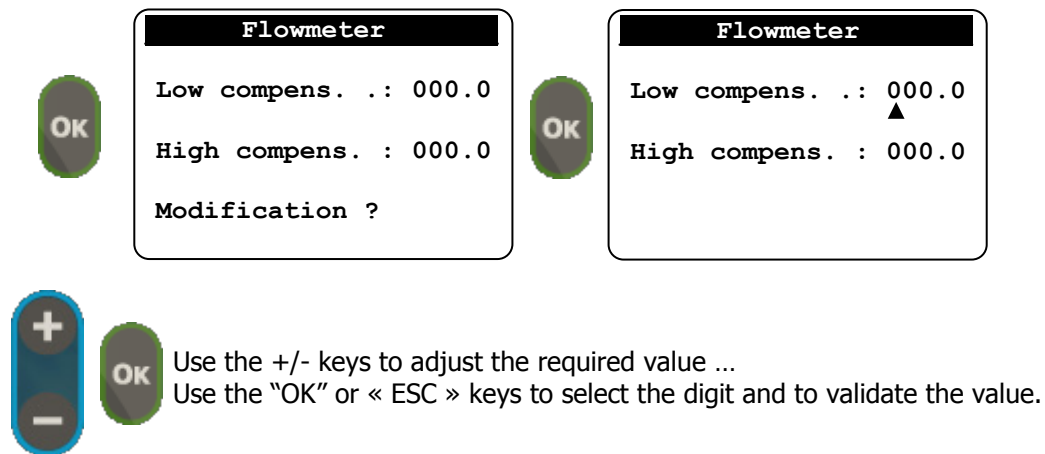 Flowmeter
OK
Low compens. .: 000.0
High compens. : 000.0
Modification ?
Flowmeter
OK
Low compens. .: 000.0
High compens. : 000.0
+
-
OK
Use the +/- keys to adjust the required value …
Use the “OK” or « ESC » keys to select the digit and to validate the value.